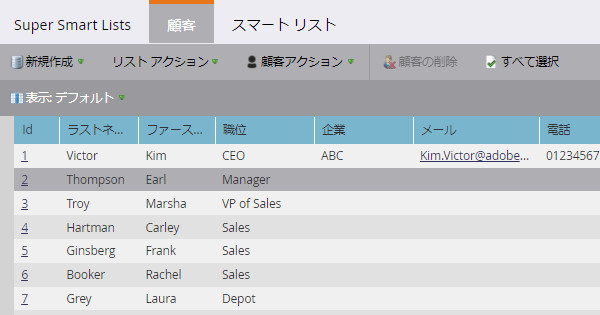 Super Smart Lists 顧客 スマート リスト
新規作成 リスト アクション 顧客アクション 顧客の削除 すべて選択
表示: デフォルト
Id ラストネ... ファース... 職位 企業 メール 電話
1 Victor Kim CEO ABC Kim.Victor@adobe... 01234567
2 Thompson Earl Manager
3 Troy Marsha VP of Sales
4 Hartman Carley Sales
5 Ginsberg Frank Sales
6 Booker Rachel Sales
7 Grey Laura Depot